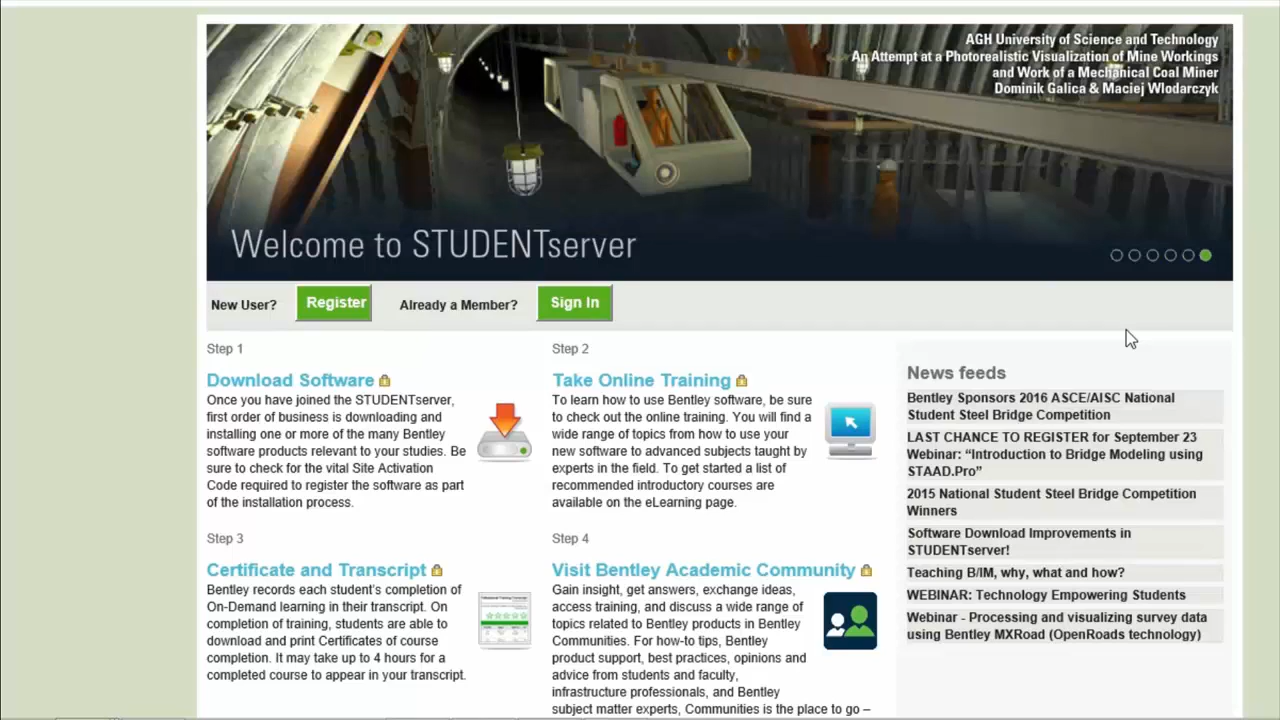 AGH University of Science and Technology
An Attempt at a Photorealistic Visualization of Mine Workings
and Work of a Mechanical Coal Miner
Dominik Galica & Maciej Wlodarczyk
Welcome to STUDENTserver
New User?
Register
Already a Member?
Sign In
Step 1
Download Software
Once you have joined the STUDENTserver,
first order of business is downloading and
installing one or more of the many Bentley
software products relevant to your studies. Be
sure to check for the vital Site Activation
Code required to register the software as part
of the installation process.
Step 2
Take Online Training
To learn how to use Bentley software, be sure
to check out the online training. You will find a
wide range of topics from how to use your
new software to advanced subjects taught by
experts in the field. To get started a list of
recommended introductory courses are
available on the eLearning page.
Step 3
Certificate and Transcript
Bentley records each student's completion of
On-Demand learning in their transcript. On
completion of training, students are able to
download and print Certificates of course
completion. It may take up to 4 hours for a
completed course to appear in your transcript.
Step 4
Visit Bentley Academic Community
Gain insight, get answers, exchange ideas,
access training, and discuss a wide range of
topics related to Bentley products in Bentley
Communities. For how-to tips, Bentley
product support, best practices, opinions and
advice from students and faculty,
infrastructure professionals, and Bentley
subject matter experts, Communities is the place to go –
News feeds
Bentley Sponsors 2016 ASCE/AISC National
Student Steel Bridge Competition
LAST CHANCE TO REGISTER for September 23
Webinar: “Introduction to Bridge Modeling using
STAAD.Pro”
2015 National Student Steel Bridge Competition
Winners
Software Download Improvements in
STUDENTserver!
Teaching B/IM, why, what and how?
WEBINAR: Technology Empowering Students
Webinar - Processing and visualizing survey data
using Bentley MXRoad (OpenRoads technology)